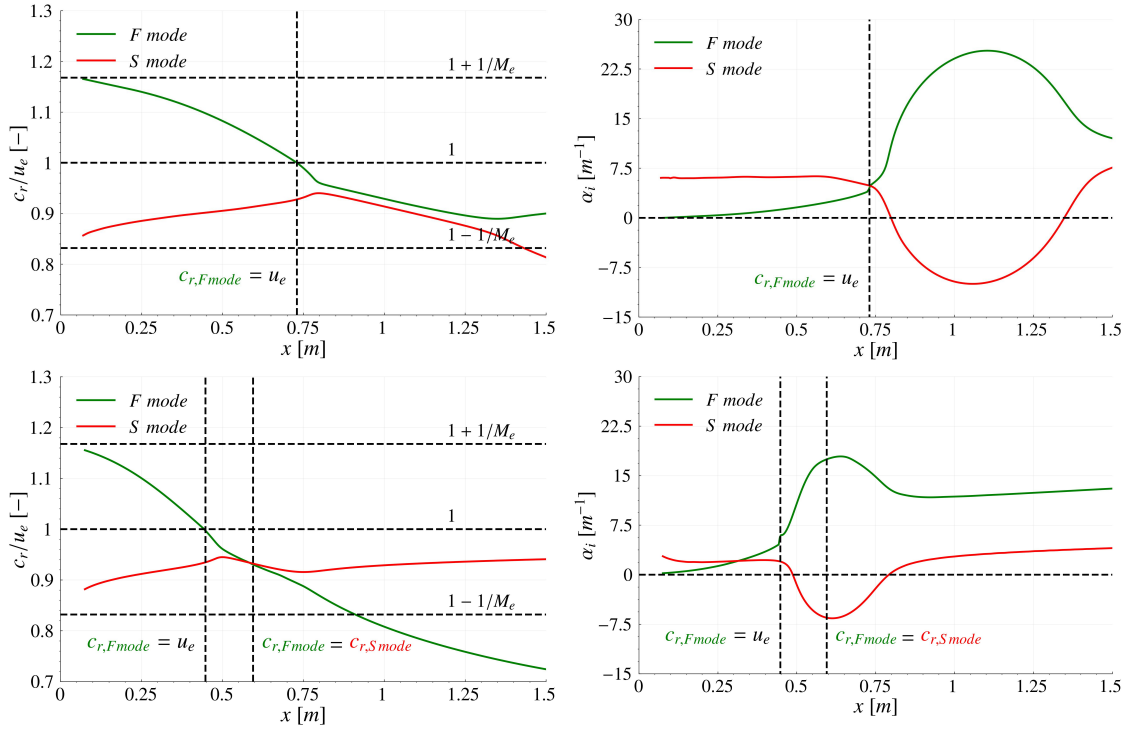 1.3
1.2
1.1
1
0.9
0.8
0.7
c_r/u_e [−]
F mode
S mode
1 + 1/M_e
1
1 − 1/M_e
c_{r,Fmode} = u_e
0 0.25 0.5 0.75 1 1.25 1.5
x [m]
30
22.5
15
7.5
0
−7.5
−15
α_i [m^{−1}]
F mode
S mode
c_{r,Fmode} = u_e
0 0.25 0.5 0.75 1 1.25 1.5
x [m]
1.3
1.2
1.1
1
0.9
0.8
0.7
c_r/u_e [−]
F mode
S mode
1 + 1/M_e
1
1 − 1/M_e
c_{r,Fmode} = u_e c_{r,Fmode} = c_{r,Smode}
0 0.25 0.5 0.75 1 1.25 1.5
x [m]
30
22.5
15
7.5
0
−7.5
−15
α_i [m^{−1}]
F mode
S mode
c_{r,Fmode} = u_e c_{r,Fmode} = c_{r,Smode}
0 0.25 0.5 0.75 1 1.25 1.5
x [m]